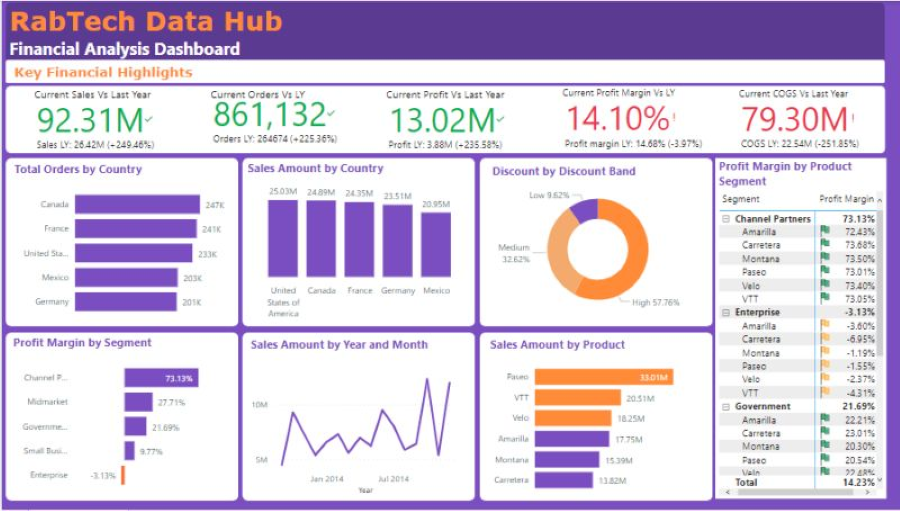 RabTech Data Hub
Financial Analysis Dashboard
Key Financial Highlights
Current Sales Vs Last Year
92.31M
Sales LY: 26.42M (+249.46%)
Current Orders Vs LY
861,132
Orders LY: 264674 (+225.36%)
Current Profit Vs Last Year
13.02M
Profit LY: 3.88M (+235.58%)
Current Profit Margin Vs LY
14.10%!
Profit margin LY: 14.68% (-3.97%)
Current COGS Vs Last Year
79.30M!
COGS LY: 22.54M (-251.85%)
Total Orders by Country
Canada 247K
France 241K
United Sta... 233K
Mexico 203K
Germany 201K
Sales Amount by Country
25.03M 24.89M 24.35M 23.51M 20.95M
United States of America Canada France Germany Mexico
Discount by Discount Band
Low 9.62%
Medium
32.62%
High 57.76%
Profit Margin by Product
Segment
Segment Profit Margin
Channel Partners 73.13%
Amarilla 72.43%
Carretera 73.68%
Montana 73.50%
Paseo 73.01%
Velo 73.40%
VTT 73.05%
Enterprise -3.13%
Amarilla -3.60%
Carretera -6.95%
Montana -1.19%
Paseo -1.55%
Velo -2.37%
VTT -4.31%
Government 21.69%
Amarilla 22.21%
Carretera 23.01%
Montana 20.30%
Paseo 20.54%
Velo 22.48%
Total 14.23%
Profit Margin by Segment
Channel P... 73.13%
Midmarket 27.71%
Governme... 21.69%
Small Busi... 9.77%
Enterprise -3.13%
Sales Amount by Year and Month
10M
5M
Jan 2014 Jul 2014
Year
Sales Amount by Product
Paseo 33.01M
VTT 20.51M
Velo 18.25M
Amarilla 17.75M
Montana 15.39M
Carretera 13.82M